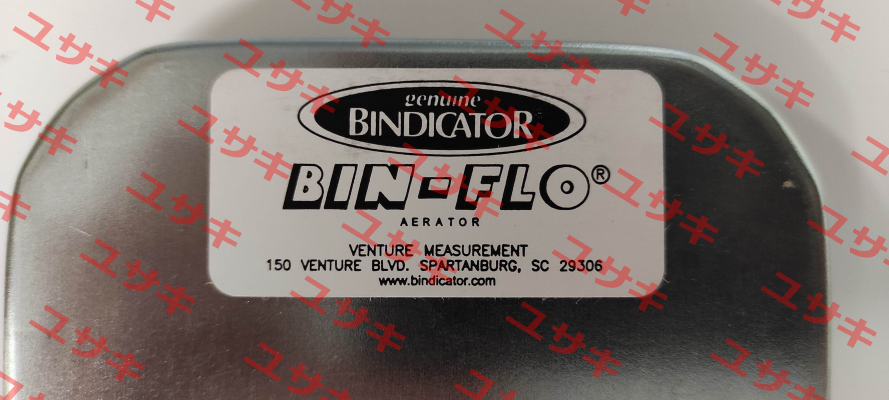 genuine
BINDICATOR
BIN-FLO®
AERATOR
VENTURE MEASUREMENT
150 VENTURE BLVD. SPARTANBURG, SC 29306
www.bindicator.com
ユサキ